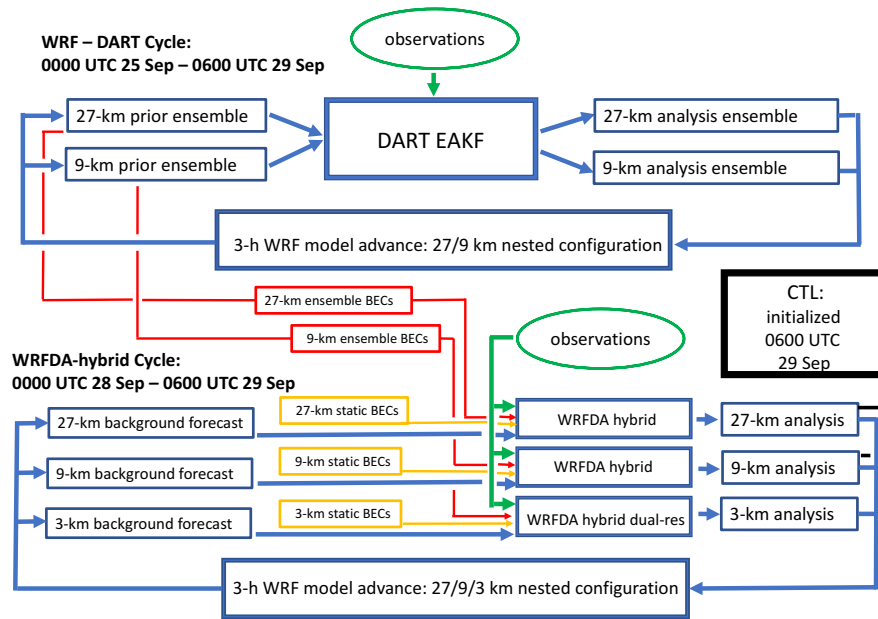 WRF – DART Cycle:
0000 UTC 25 Sep – 0600 UTC 29 Sep
observations
27-km prior ensemble
9-km prior ensemble
DART EAKF
27-km analysis ensemble
9-km analysis ensemble
3-h WRF model advance: 27/9 km nested configuration
27-km ensemble BECs
9-km ensemble BECs
observations
CTL:
initialized
0600 UTC
29 Sep
WRFDA-hybrid Cycle:
0000 UTC 28 Sep – 0600 UTC 29 Sep
27-km background forecast
27-km static BECs
WRFDA hybrid
27-km analysis
9-km background forecast
9-km static BECs
WRFDA hybrid
9-km analysis
3-km background forecast
3-km static BECs
WRFDA hybrid dual-res
3-km analysis
3-h WRF model advance: 27/9/3 km nested configuration